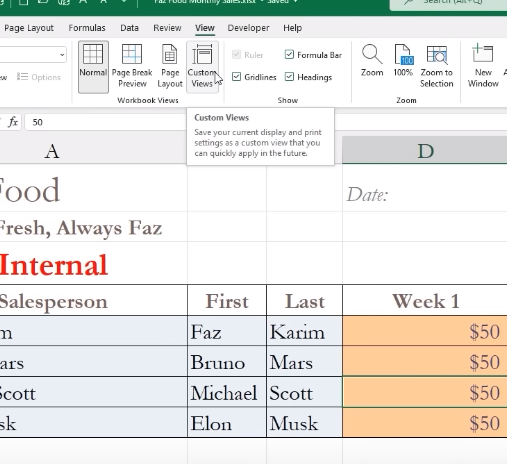 Faz Food Monthly Sales.xlsx • Saved
Search (Alt+Q)
Page Layout Formulas Data Review View Developer Help
Normal Page Break Preview Page Layout Custom Views
Options
Workbook Views
Ruler Formula Bar
Gridlines Headings
Show
Zoom 100% Zoom to Selection
Zoom
New Window
fx 50
Custom Views
Save your current display and print
settings as a custom view that you
can quickly apply in the future.
A D
Food Date:
Fresh, Always Faz
Internal
Salesperson First Last Week 1
m Faz Karim $50
ars Bruno Mars $50
Scott Michael Scott $50
sk Elon Musk $50